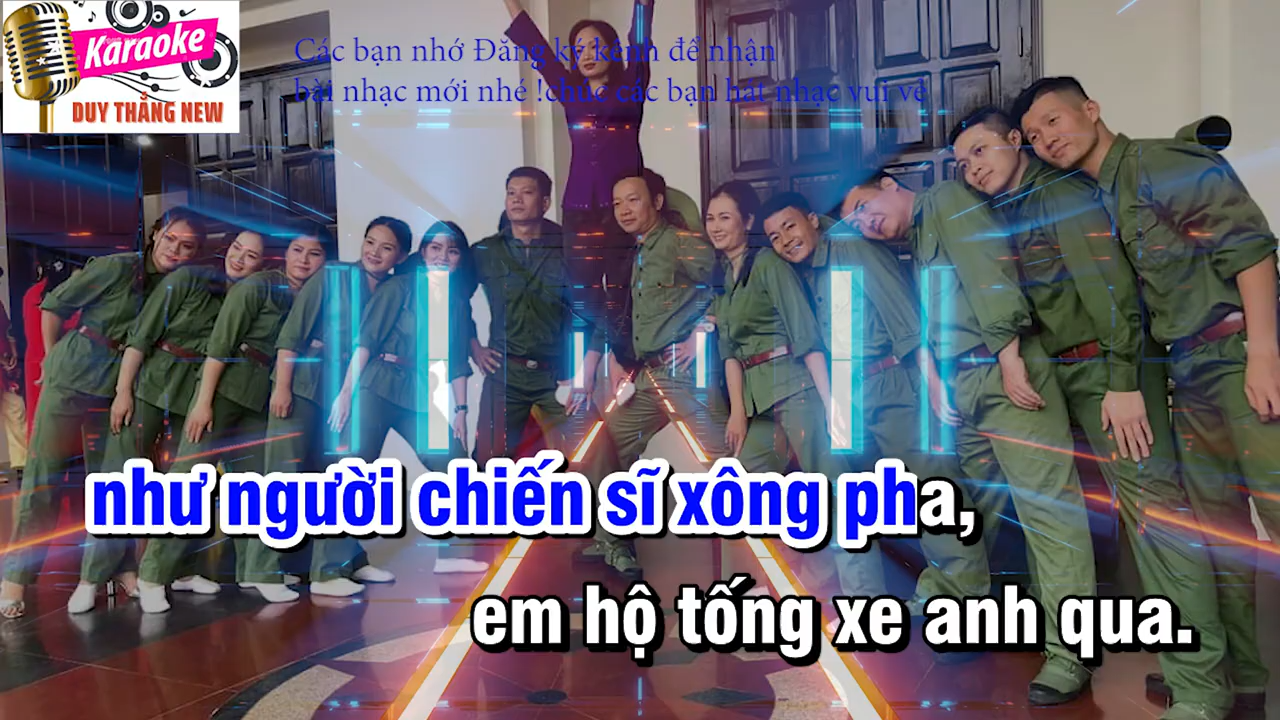 Karaoke
DUY THẮNG NEW
Các bạn nhớ Đăng ký kênh để nhận
bài nhạc mới nhé !chúc các bạn hát nhạc vui vẻ
như người chiến sĩ xông pha,
em hộ tống xe anh qua.